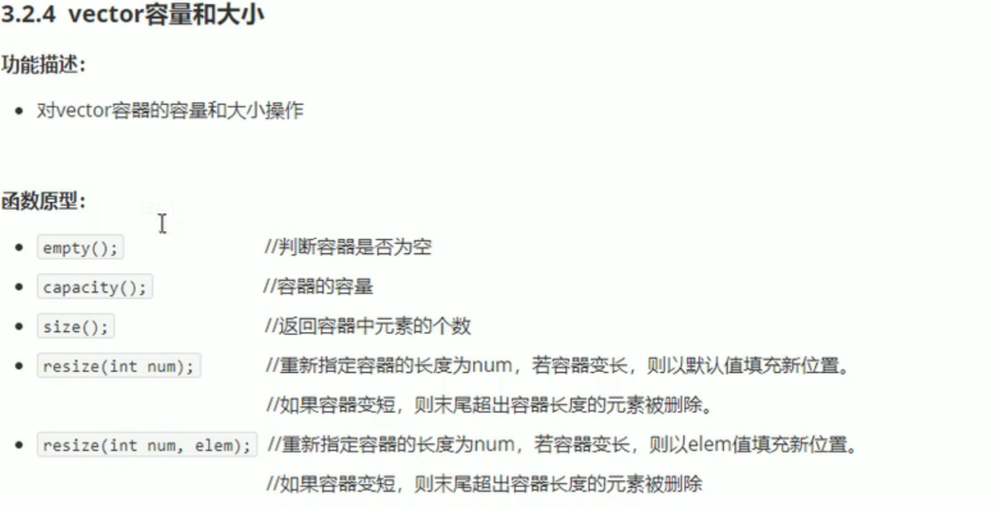 3.2.4 vector容量和大小
功能描述：
对vector容器的容量和大小操作
函数原型：
empty(); //判断容器是否为空
capacity(); //容器的容量
size(); //返回容器中元素的个数
resize(int num); //重新指定容器的长度为num，若容器变长，则以默认值填充新位置。
//如果容器变短，则末尾超出容器长度的元素被删除。
resize(int num, elem); //重新指定容器的长度为num，若容器变长，则以elem值填充新位置。
//如果容器变短，则末尾超出容器长度的元素被删除